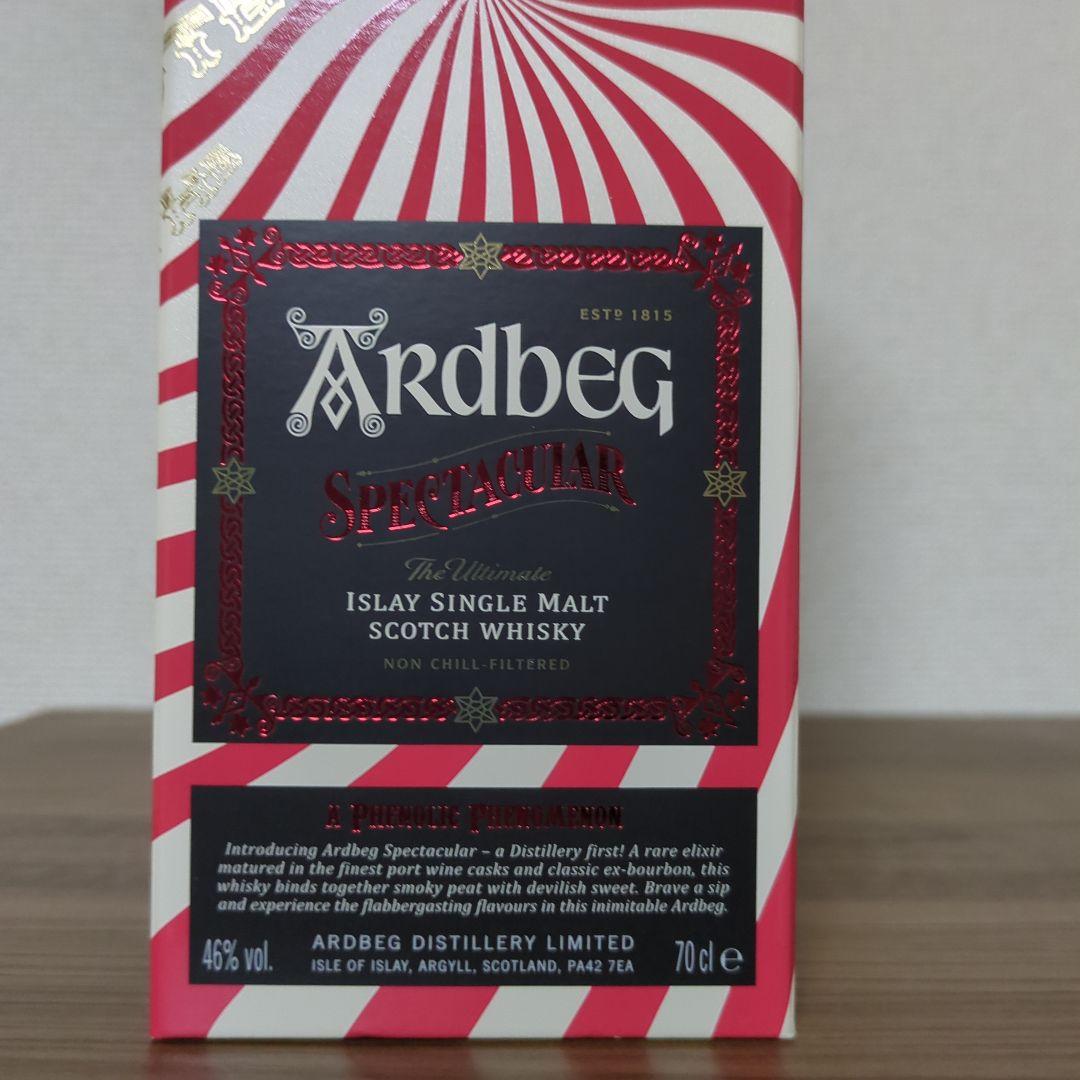 ESTD 1815
ARDBEG
SPECTACULAR
The Ultimate
ISLAY SINGLE MALT
SCOTCH WHISKY
NON CHILL-FILTERED
A PHENOLIC PHENOMENON
Introducing Ardbeg Spectacular – a Distillery first! A rare elixir
matured in the finest port wine casks and classic ex-bourbon, this
whisky binds together smoky peat with devilish sweet. Brave a sip
and experience the flabbergasting flavours in this inimitable Ardbeg.
46% vol.
ARDBEG DISTILLERY LIMITED
ISLE OF ISLAY, ARGYLL, SCOTLAND, PA42 7EA
70 cl e